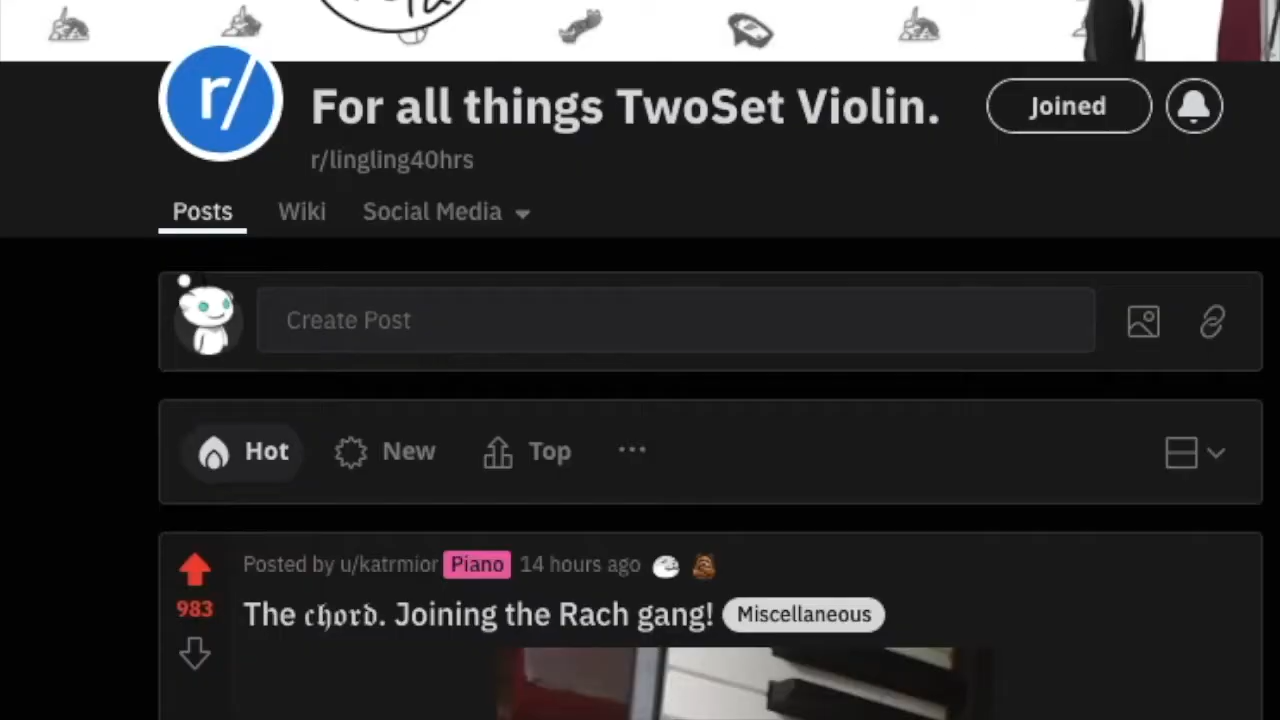 r/
For all things TwoSet Violin.
Joined
r/lingling40hrs
Posts
Wiki
Social Media
Create Post
Hot
New
Top
Posted by u/katrmior Piano 14 hours ago
983
The 𝔠𝔥𝔬𝔯𝔡. Joining the Rach gang! Miscellaneous